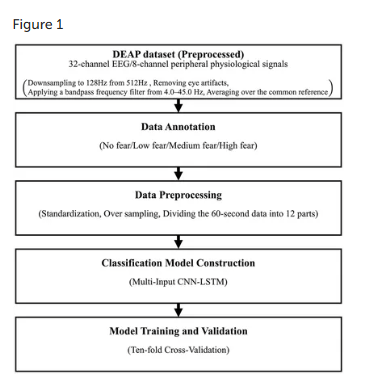 Figure 1
DEAP dataset (Preprocessed)
32-channel EEG/8-channel peripheral physiological signals
(Downsampling to 128Hz from 512Hz , Removing eye artifacts,
Applying a bandpass frequency filter from 4.0-45.0 Hz, Averaging over the common reference)
Data Annotation
(No fear/Low fear/Medium fear/High fear)
Data Preprocessing
(Standardization, Over sampling, Dividing the 60-second data into 12 parts)
Classification Model Construction
(Multi-Input CNN-LSTM)
Model Training and Validation
(Ten-fold Cross-Validation)